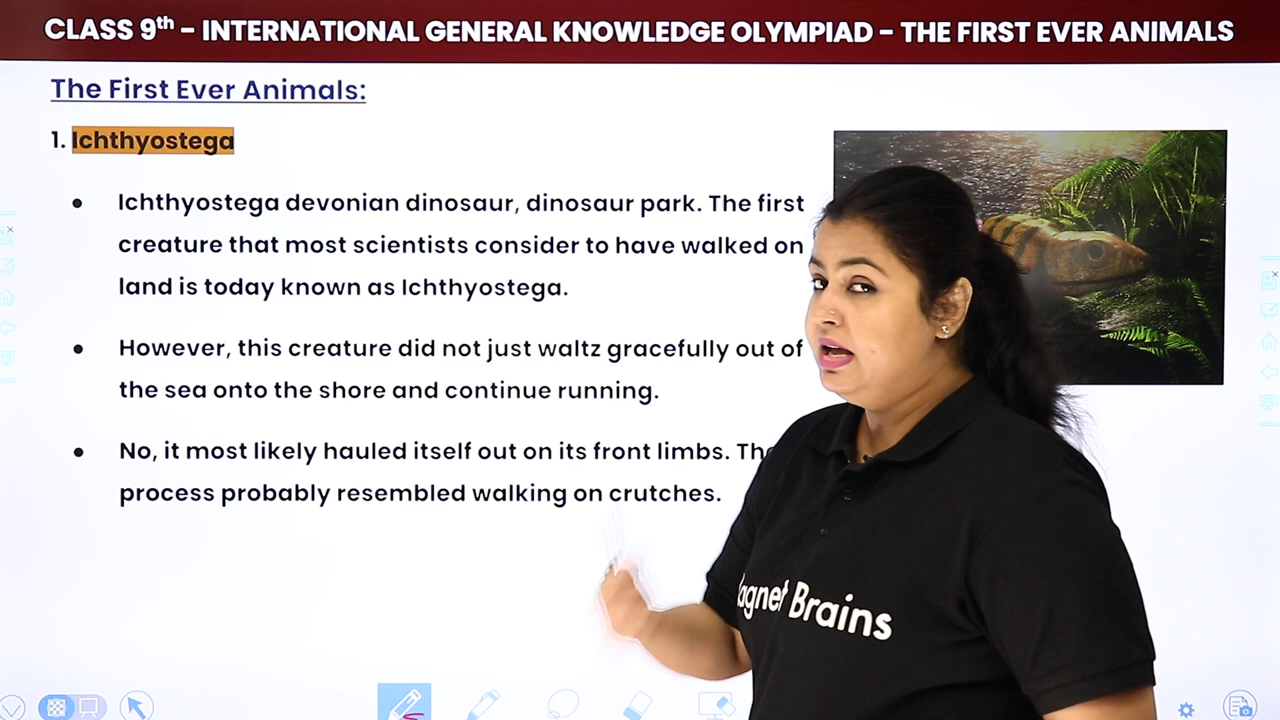 CLASS 9th – INTERNATIONAL GENERAL KNOWLEDGE OLYMPIAD – THE FIRST EVER ANIMALS
The First Ever Animals:
1. Ichthyostega
• Ichthyostega devonian dinosaur, dinosaur park. The first
creature that most scientists consider to have walked on
land is today known as Ichthyostega.
• However, this creature did not just waltz gracefully out of
the sea onto the shore and continue running.
• No, it most likely hauled itself out on its front limbs. The
process probably resembled walking on crutches.
agnet Brains